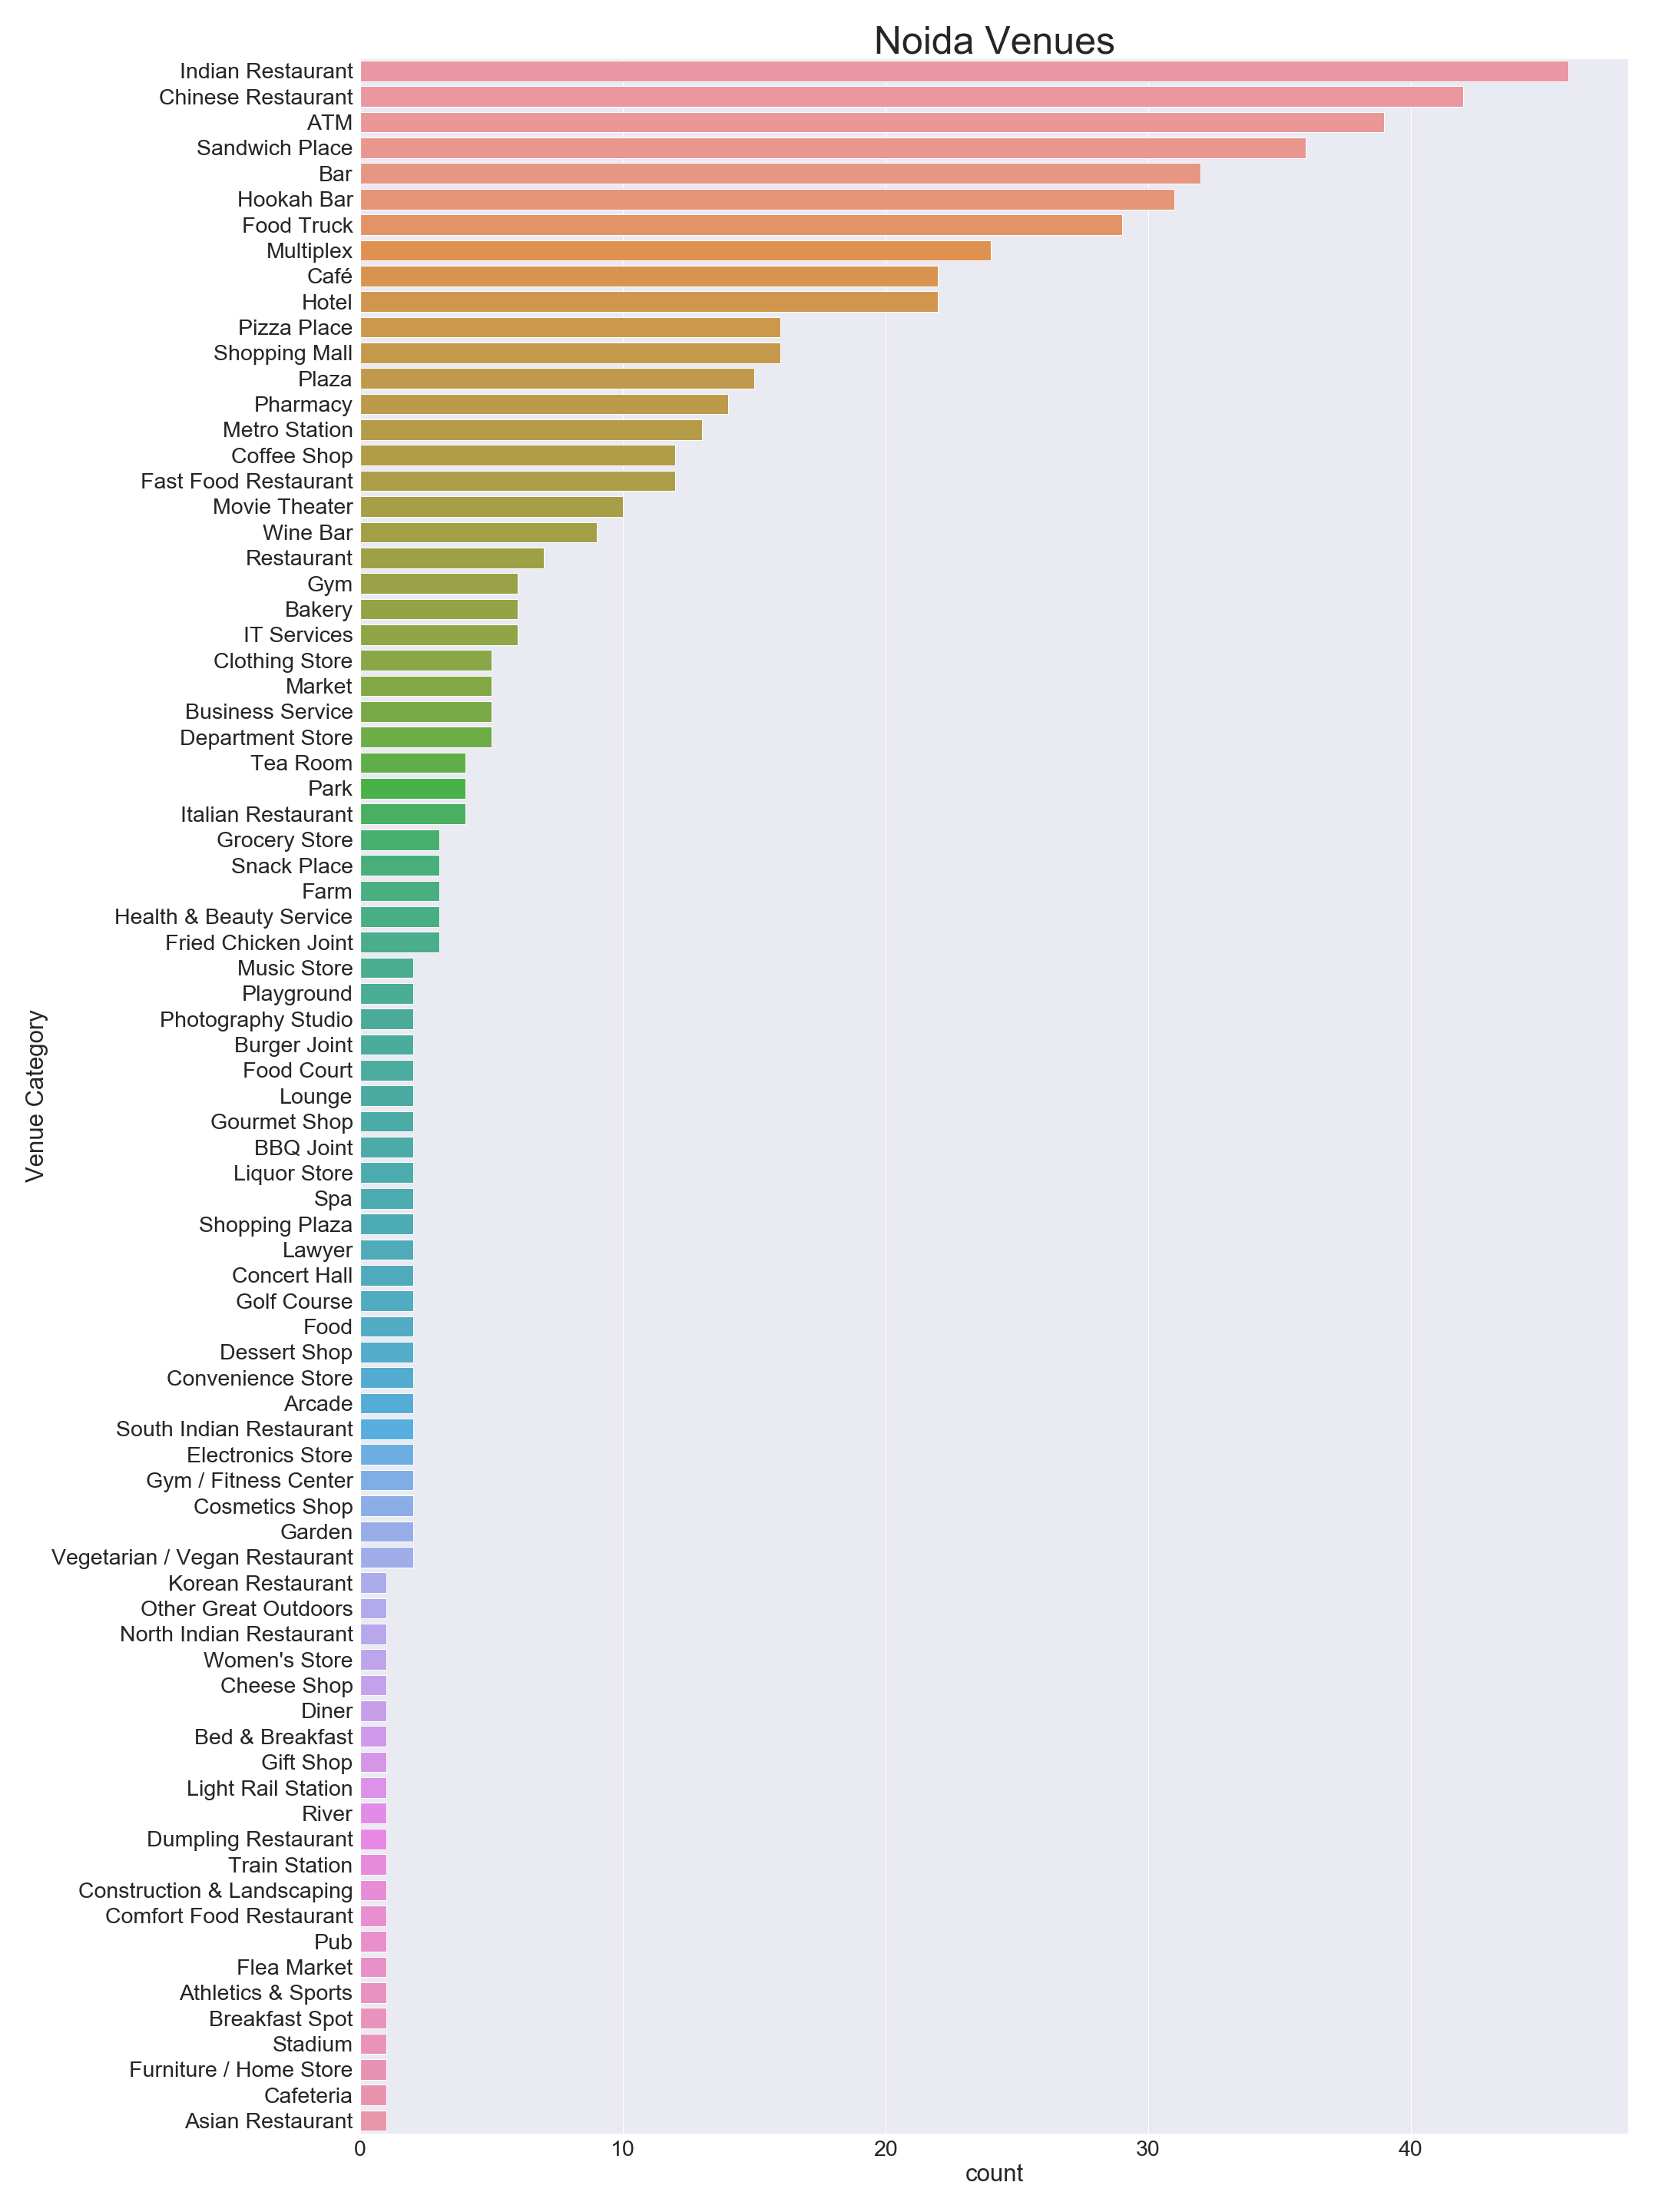 Noida Venues
Indian Restaurant
Chinese Restaurant
ATM
Sandwich Place
Bar
Hookah Bar
Food Truck
Multiplex
Café
Hotel
Pizza Place
Shopping Mall
Plaza
Pharmacy
Metro Station
Coffee Shop
Fast Food Restaurant
Movie Theater
Wine Bar
Restaurant
Gym
Bakery
IT Services
Clothing Store
Market
Business Service
Department Store
Tea Room
Park
Italian Restaurant
Grocery Store
Snack Place
Farm
Health & Beauty Service
Fried Chicken Joint
Music Store
Playground
Photography Studio
Burger Joint
Food Court
Lounge
Gourmet Shop
BBQ Joint
Liquor Store
Spa
Shopping Plaza
Lawyer
Concert Hall
Golf Course
Food
Dessert Shop
Convenience Store
Arcade
South Indian Restaurant
Electronics Store
Gym / Fitness Center
Cosmetics Shop
Garden
Vegetarian / Vegan Restaurant
Korean Restaurant
Other Great Outdoors
North Indian Restaurant
Women's Store
Cheese Shop
Diner
Bed & Breakfast
Gift Shop
Light Rail Station
River
Dumpling Restaurant
Train Station
Construction & Landscaping
Comfort Food Restaurant
Pub
Flea Market
Athletics & Sports
Breakfast Spot
Stadium
Furniture / Home Store
Cafeteria
Asian Restaurant
Venue Category
0 10 20 30 40
count